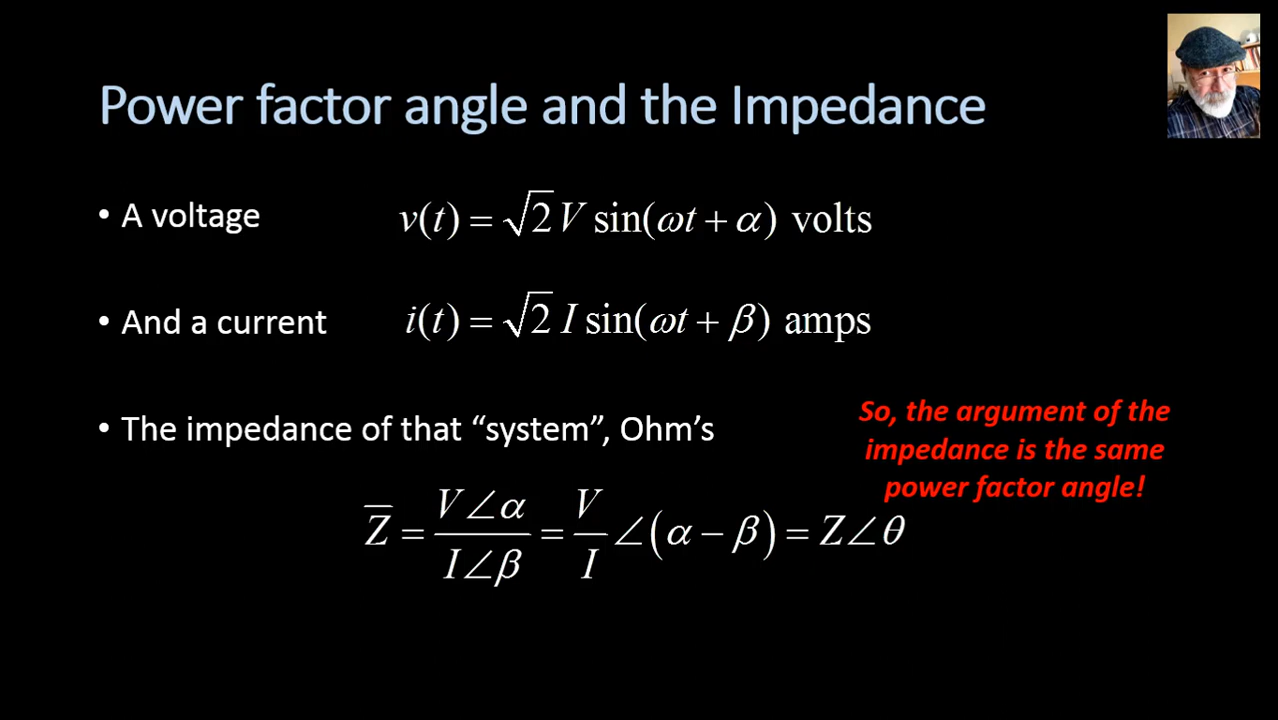 Power factor angle and the Impedance
• A voltage v(t) = √2 V sin(ωt + α) volts
• And a current i(t) = √2 I sin(ωt + β) amps
• The impedance of that “system”, Ohm’s
So, the argument of the
impedance is the same
power factor angle!
Z̅ = V∠α / I∠β = V / I ∠(α − β) = Z∠θ